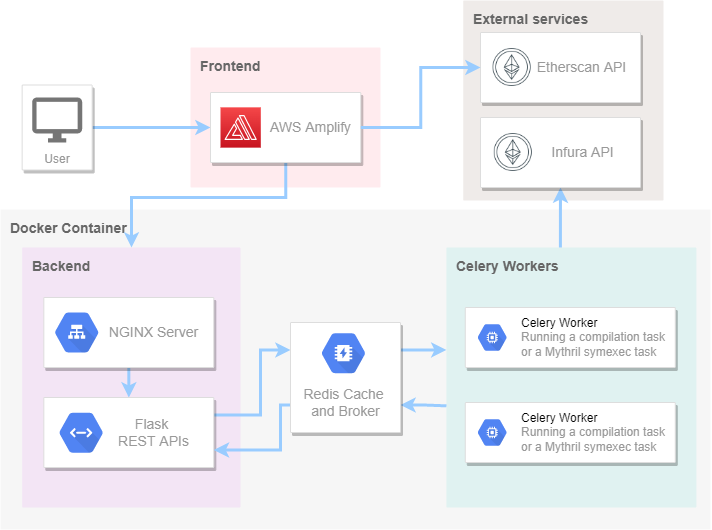 External services
Frontend
Etherscan API
AWS Amplify
User
Infura API
Docker Container
Backend
Celery Workers
NGINX Server
Celery Worker
Running a compilation task
or a Mythril symexec task
Redis Cache
and Broker
Flask
REST APIs
Celery Worker
Running a compilation task
or a Mythril symexec task